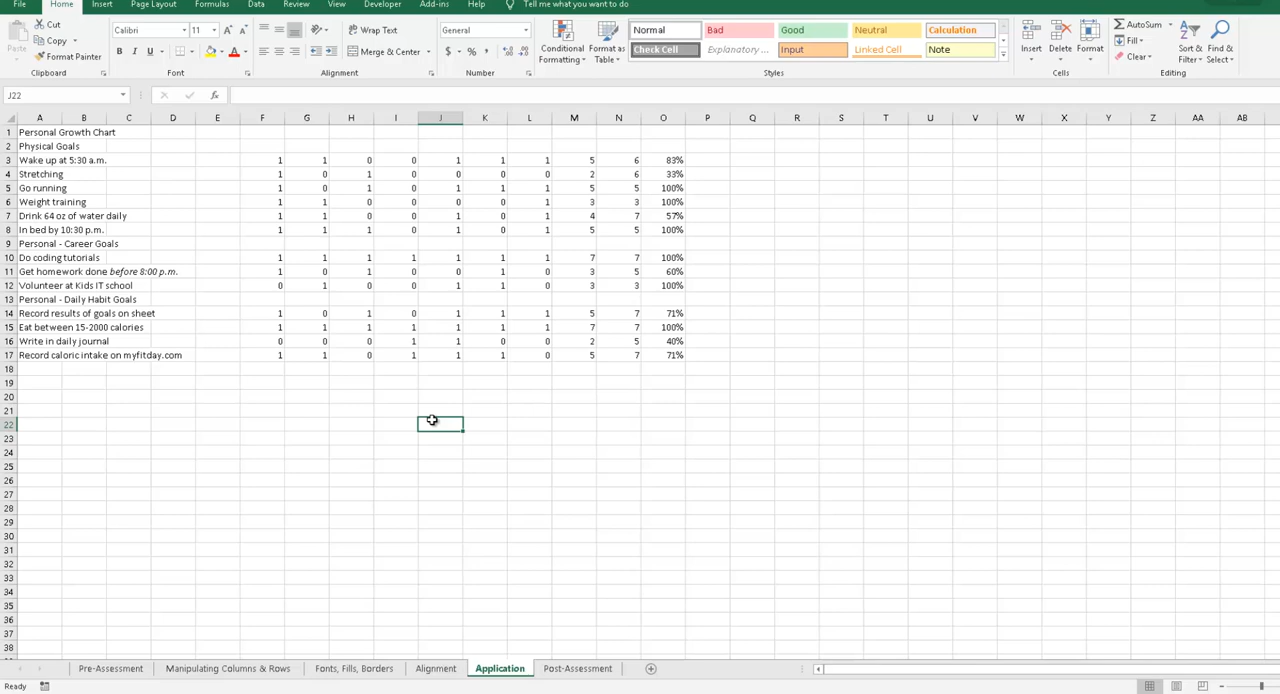 File Home Insert Page Layout Formulas Data Review View Developer Add-ins Help Tell me what you want to do
Paste Cut Copy Format Painter Clipboard
Calibri 11 A A B I U A Font
Wrap Text Merge & Center Alignment
General $ % , Number
Conditional Formatting Format as Table
Normal Bad Good Neutral Calculation
Check Cell Explanatory ... Input Linked Cell Note
Styles
Insert Delete Format Cells
AutoSum Fill Clear Sort & Filter Find & Select Editing
J22 fx
A B C D E F G H I J K L M N O P Q R S T U V W X Y Z AA AB
1 Personal Growth Chart
2 Physical Goals
3 Wake up at 5:30 a.m. 1 1 0 0 1 1 1 5 6 83%
4 Stretching 1 0 1 0 0 0 0 2 6 33%
5 Go running 1 0 1 0 1 1 1 5 5 100%
6 Weight training 1 1 0 0 0 0 1 3 3 100%
7 Drink 64 oz of water daily 1 1 0 0 1 0 1 4 7 57%
8 In bed by 10:30 p.m. 1 1 1 0 1 0 1 5 5 100%
9 Personal - Career Goals
10 Do coding tutorials 1 1 1 1 1 1 1 7 7 100%
11 Get homework done before 8:00 p.m. 1 0 1 0 0 1 0 3 5 60%
12 Volunteer at Kids IT school 0 1 0 0 1 1 0 3 3 100%
13 Personal - Daily Habit Goals
14 Record results of goals on sheet 1 0 1 0 1 1 1 5 7 71%
15 Eat between 15-2000 calories 1 1 1 1 1 1 1 7 7 100%
16 Write in daily journal 0 0 0 1 1 0 0 2 5 40%
17 Record caloric intake on myfitday.com 1 1 0 1 1 1 0 5 7 71%
18
19
20
21
22
23
24
25
26
27
28
29
30
31
32
33
34
35
36
37
38
Pre-Assessment Manipulating Columns & Rows Fonts, Fills, Borders Alignment Application Post-Assessment
Ready